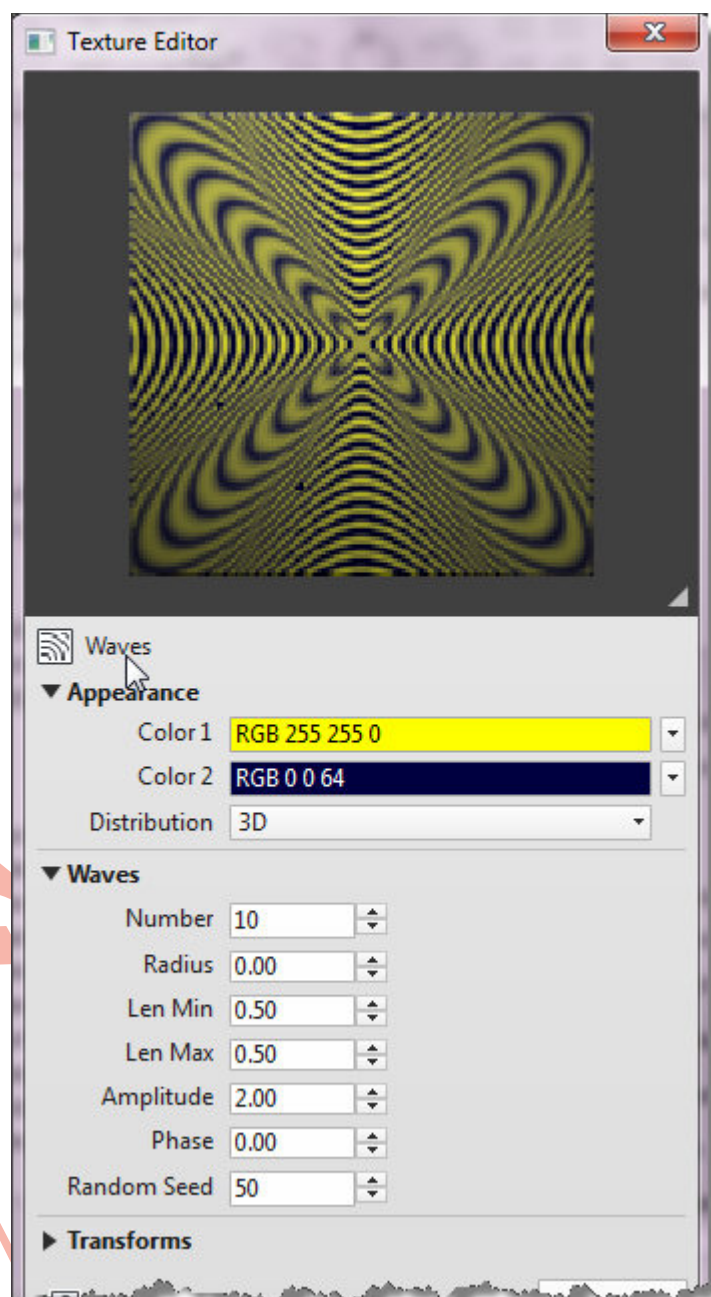 Texture Editor
Waves
Appearance
Color 1 RGB 255 255 0
Color 2 RGB 0 0 64
Distribution 3D
Waves
Number 10
Radius 0.00
Len Min 0.50
Len Max 0.50
Amplitude 2.00
Phase 0.00
Random Seed 50
Transforms